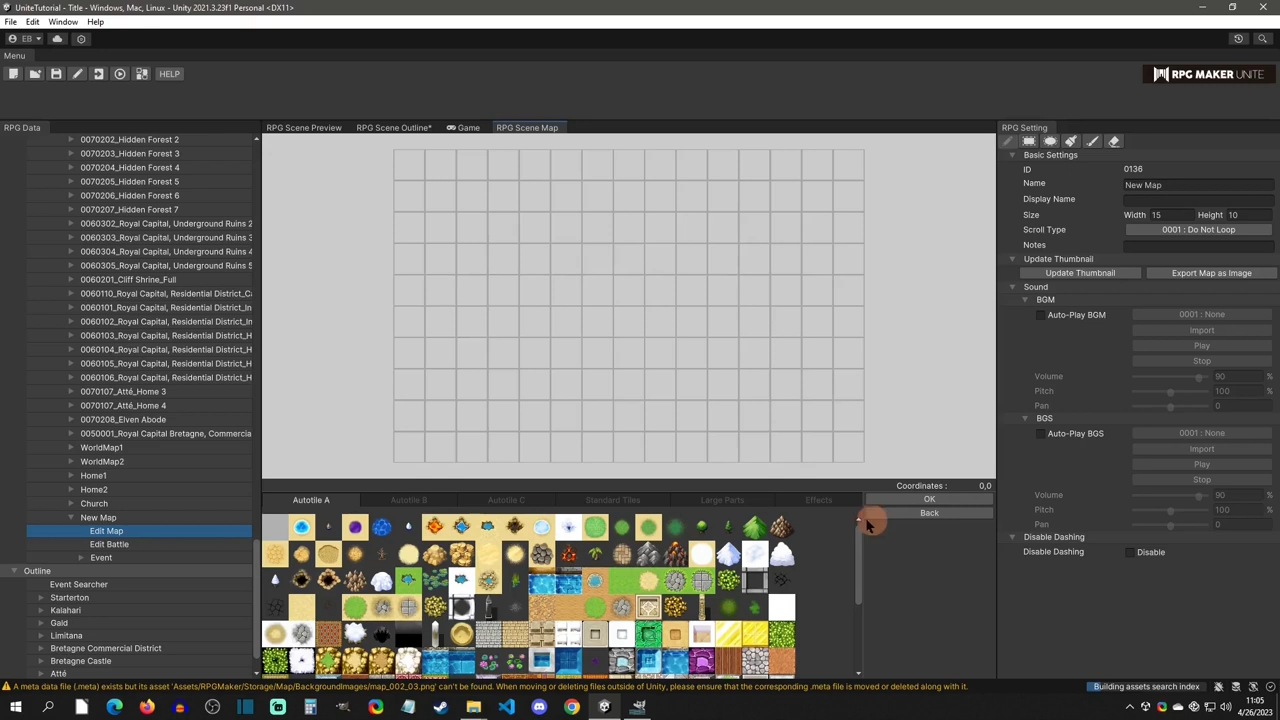 UniteTutorial - Title - Windows, Mac, Linux - Unity 2021.3.23f1 Personal <DX11>
File Edit Window Help
EB
Menu
HELP
RPG MAKER UNITE
RPG Data
RPG Scene Preview RPG Scene Outline* Game RPG Scene Map
RPG Setting
0070202_Hidden Forest 2
0070203_Hidden Forest 3
0070204_Hidden Forest 4
0070205_Hidden Forest 5
0070206_Hidden Forest 6
0070207_Hidden Forest 7
0060302_Royal Capital, Underground Ruins 2
0060303_Royal Capital, Underground Ruins 3
0060304_Royal Capital, Underground Ruins 4
0060305_Royal Capital, Underground Ruins 5
0060201_Cliff Shrine_Full
0060110_Royal Capital, Residential District_C
0060101_Royal Capital, Residential District_In
0060102_Royal Capital, Residential District_In
0060103_Royal Capital, Residential District_H
0060104_Royal Capital, Residential District_H
0060105_Royal Capital, Residential District_H
0060106_Royal Capital, Residential District_H
0070107_Atté_Home 3
0070107_Atté_Home 4
0070208_Elven Abode
0050001_Royal Capital Bretagne, Commercia
WorldMap1
WorldMap2
Home1
Home2
Church
New Map
Edit Map
Edit Battle
Event
Outline
Event Searcher
Starterton
Kalahari
Gald
Limitana
Bretagne Commercial District
Bretagne Castle
Atté
Coordinates : 0,0
Autotile A Autotile B Autotile C Standard Tiles Large Parts Effects
OK
Back
Basic Settings
ID 0136
Name New Map
Display Name
Size Width 15 Height 10
Scroll Type 0001 : Do Not Loop
Notes
Update Thumbnail
Update Thumbnail Export Map as Image
Sound
BGM
Auto-Play BGM 0001 : None
Import
Play
Stop
Volume 90 %
Pitch 100 %
Pan 0
BGS
Auto-Play BGS 0001 : None
Import
Play
Stop
Volume 90 %
Pitch 100 %
Pan 0
Disable Dashing
Disable Dashing Disable
A meta data file (.meta) exists but its asset 'Assets/RPGMaker/Storage/Map/BackgroundImages/map_002_03.png' can't be found. When moving or deleting files outside of Unity, please ensure that the corresponding .meta file is moved or deleted along with it.
Building assets search index
11:05
4/26/2023